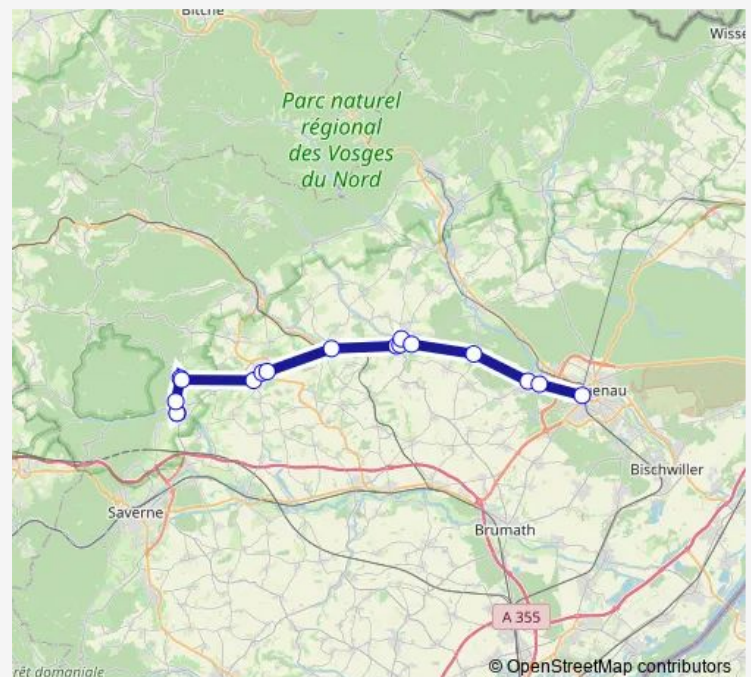 Bitche
Wisse
Parc naturel
régional
des Vosges
du Nord
enau
Bischwiller
Saverne
Brumath
A 355
rêt domaniale
© OpenStreetMap contributors